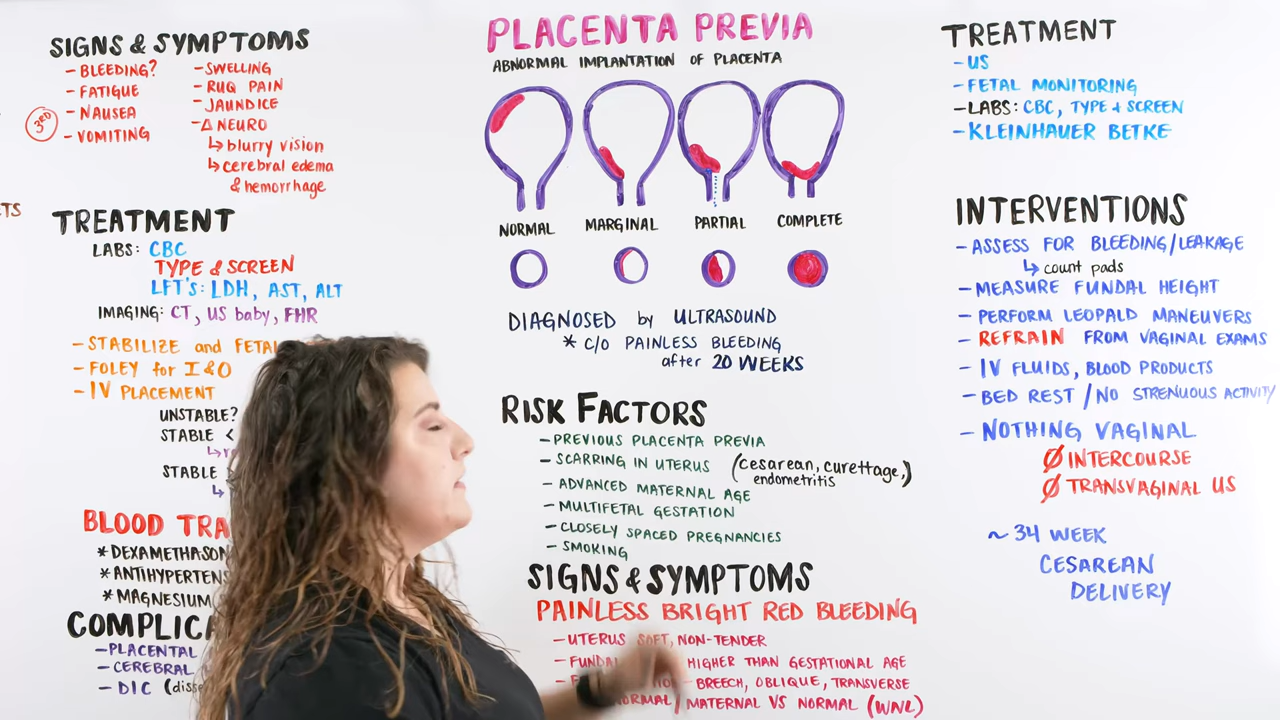 SIGNS & SYMPTOMS
- BLEEDING?
- FATIGUE
- NAUSEA
- VOMITING
3RD
- SWELLING
- RUQ PAIN
- JAUNDICE
- Δ NEURO
↳ blurry vision
↳ cerebral edema
& hemorrhage
TREATMENT
LABS: CBC
TYPE & SCREEN
LFT'S: LDH, AST, ALT
IMAGING: CT, US baby, FHR
- STABILIZE and FETAL
- FOLEY for I&O
- IV PLACEMENT
UNSTABLE?
STABLE <
STABLE
BLOOD TRA
* DEXAMETHASON
* ANTIHYPERTENS
* MAGNESIUM
COMPLICA
- PLACENTAL
- CEREBRAL
- DIC (disse
PLACENTA PREVIA
ABNORMAL IMPLANTATION OF PLACENTA
NORMAL MARGINAL PARTIAL COMPLETE
DIAGNOSED by ULTRASOUND
* C/O PAINLESS BLEEDING
after 20 WEEKS
RISK FACTORS
- PREVIOUS PLACENTA PREVIA
- SCARRING IN UTERUS (cesarean, curettage,
endometritis)
- ADVANCED MATERNAL AGE
- MULTIFETAL GESTATION
- CLOSELY SPACED PREGNANCIES
- SMOKING
SIGNS & SYMPTOMS
PAINLESS BRIGHT RED BLEEDING
- UTERUS SOFT, NON-TENDER
- FUNDAL HIGHER THAN GESTATIONAL AGE
- BREECH, OBLIQUE, TRANSVERSE
NORMAL/ MATERNAL VS NORMAL (WNL)
TREATMENT
- US
- FETAL MONITORING
- LABS: CBC, TYPE & SCREEN
- KLEINHAUER BETKE
INTERVENTIONS
- ASSESS FOR BLEEDING/LEAKAGE
↳ count pads
- MEASURE FUNDAL HEIGHT
- PERFORM LEOPALD MANEUVERS
- REFRAIN FROM VAGINAL EXAMS
- IV FLUIDS, BLOOD PRODUCTS
- BED REST / NO STRENUOUS ACTIVITY
- NOTHING VAGINAL
Ø INTERCOURSE
Ø TRANSVAGINAL US
~ 34 WEEK
CESAREAN
DELIVERY